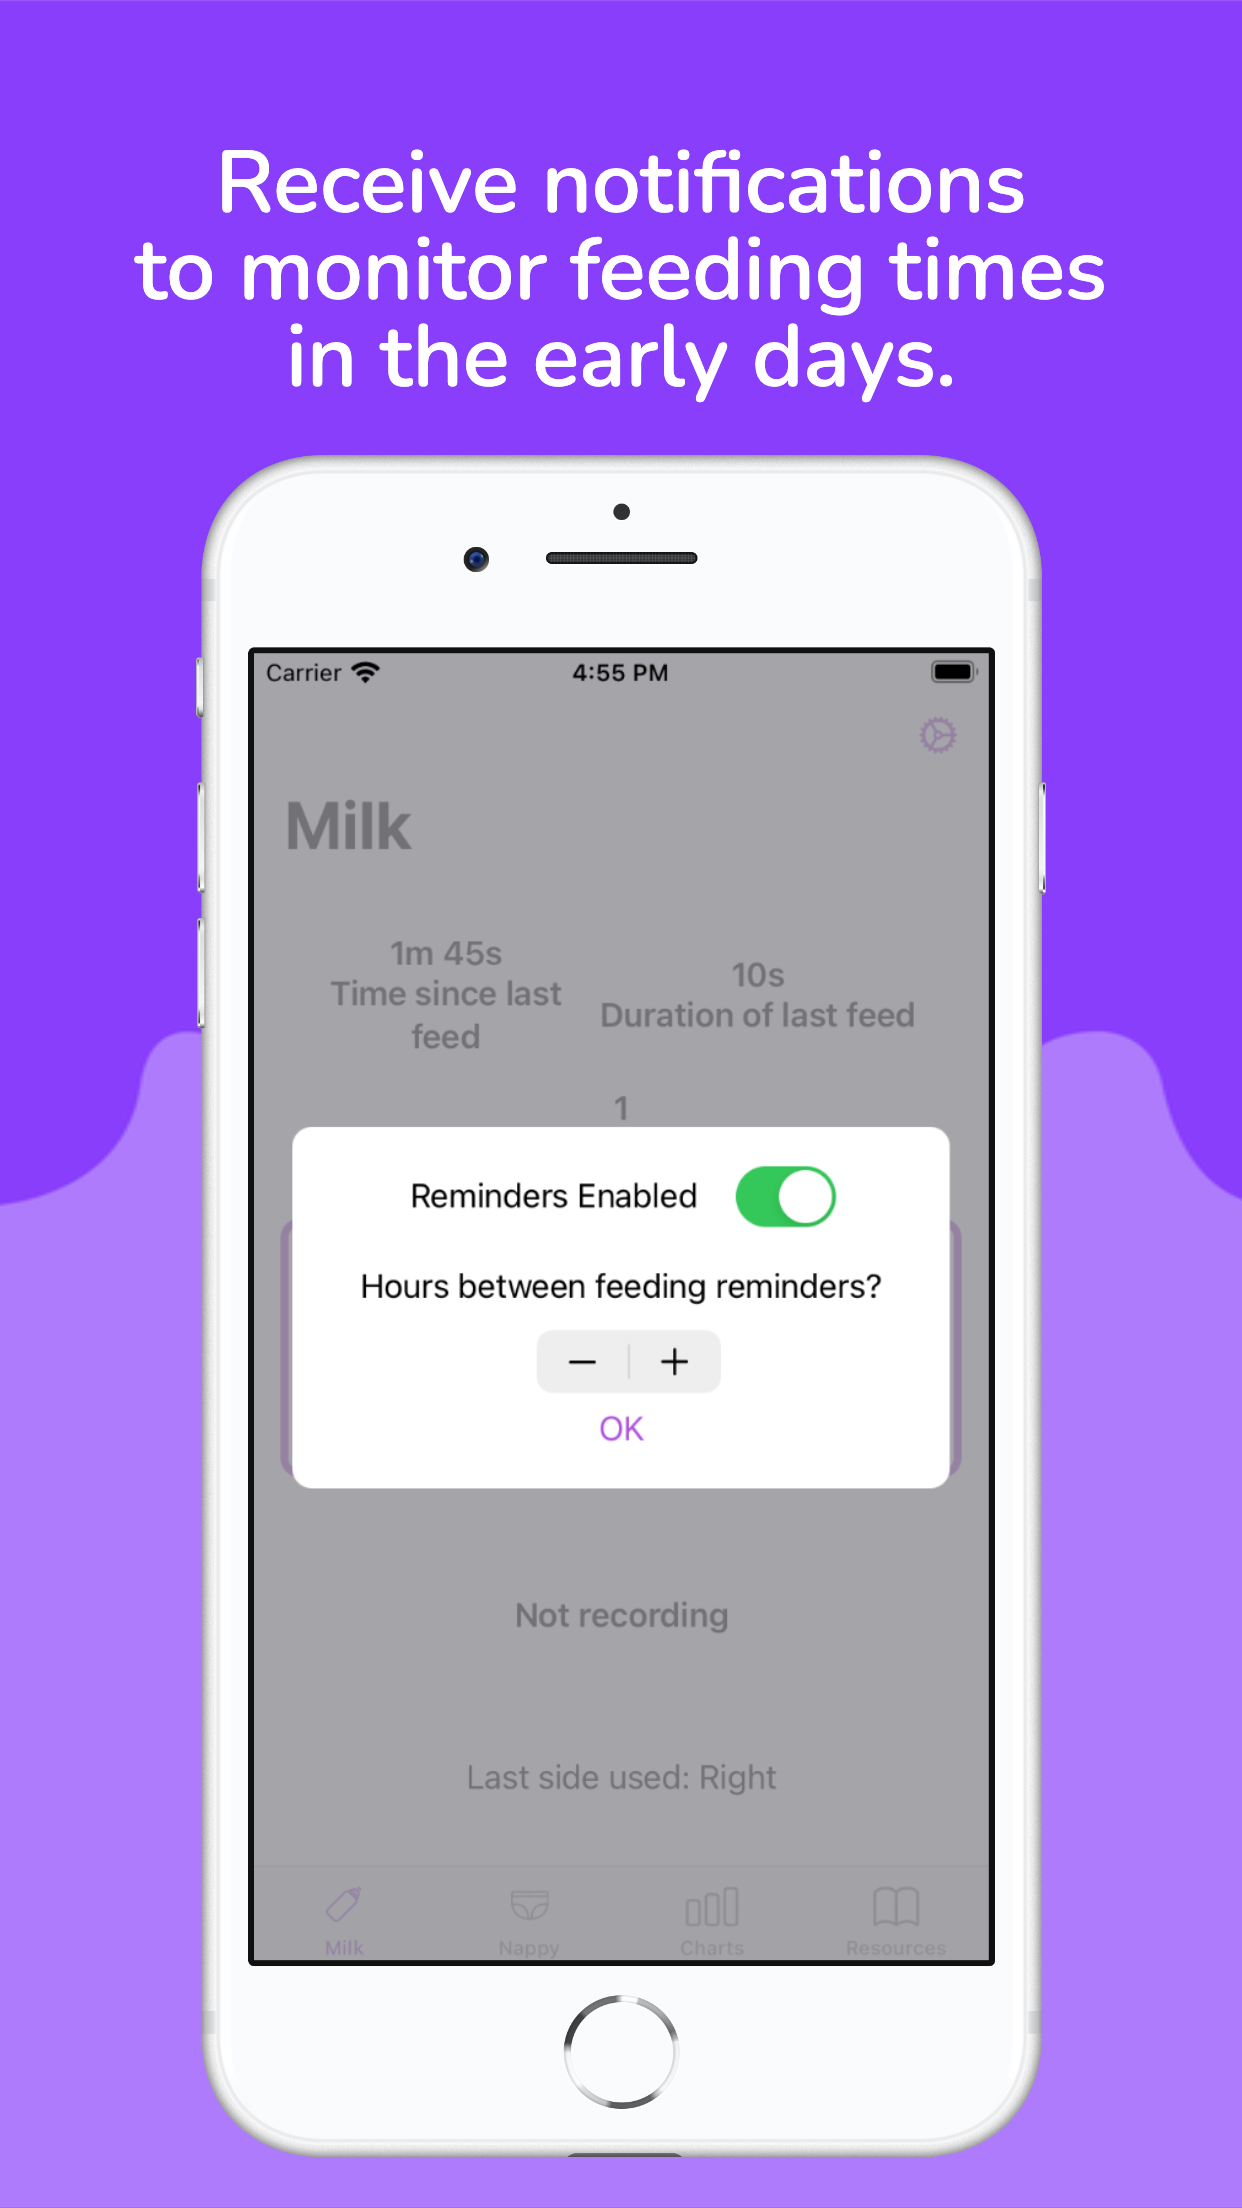 Receive notifications
to monitor feeding times
in the early days.
Carrier
4:55 PM
Milk
1m 45s
Time since last
feed
10s
Duration of last feed
1
Reminders Enabled
Hours between feeding reminders?
− +
OK
Not recording
Last side used: Right
Milk
Nappy
Charts
Resources